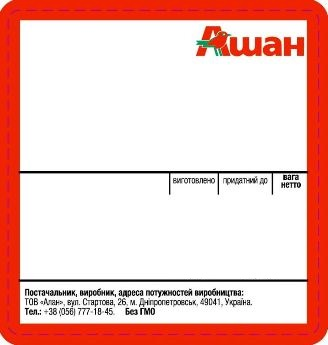 Ашан
виготовлено придатний до вага нетто
Постачальник, виробник, адреса потужностей виробництва:
ТОВ «Алан», вул. Стартова, 26, м. Дніпропетровськ, 49041, Україна.
Тел.: +38 (056) 777-18-45. Без ГМО